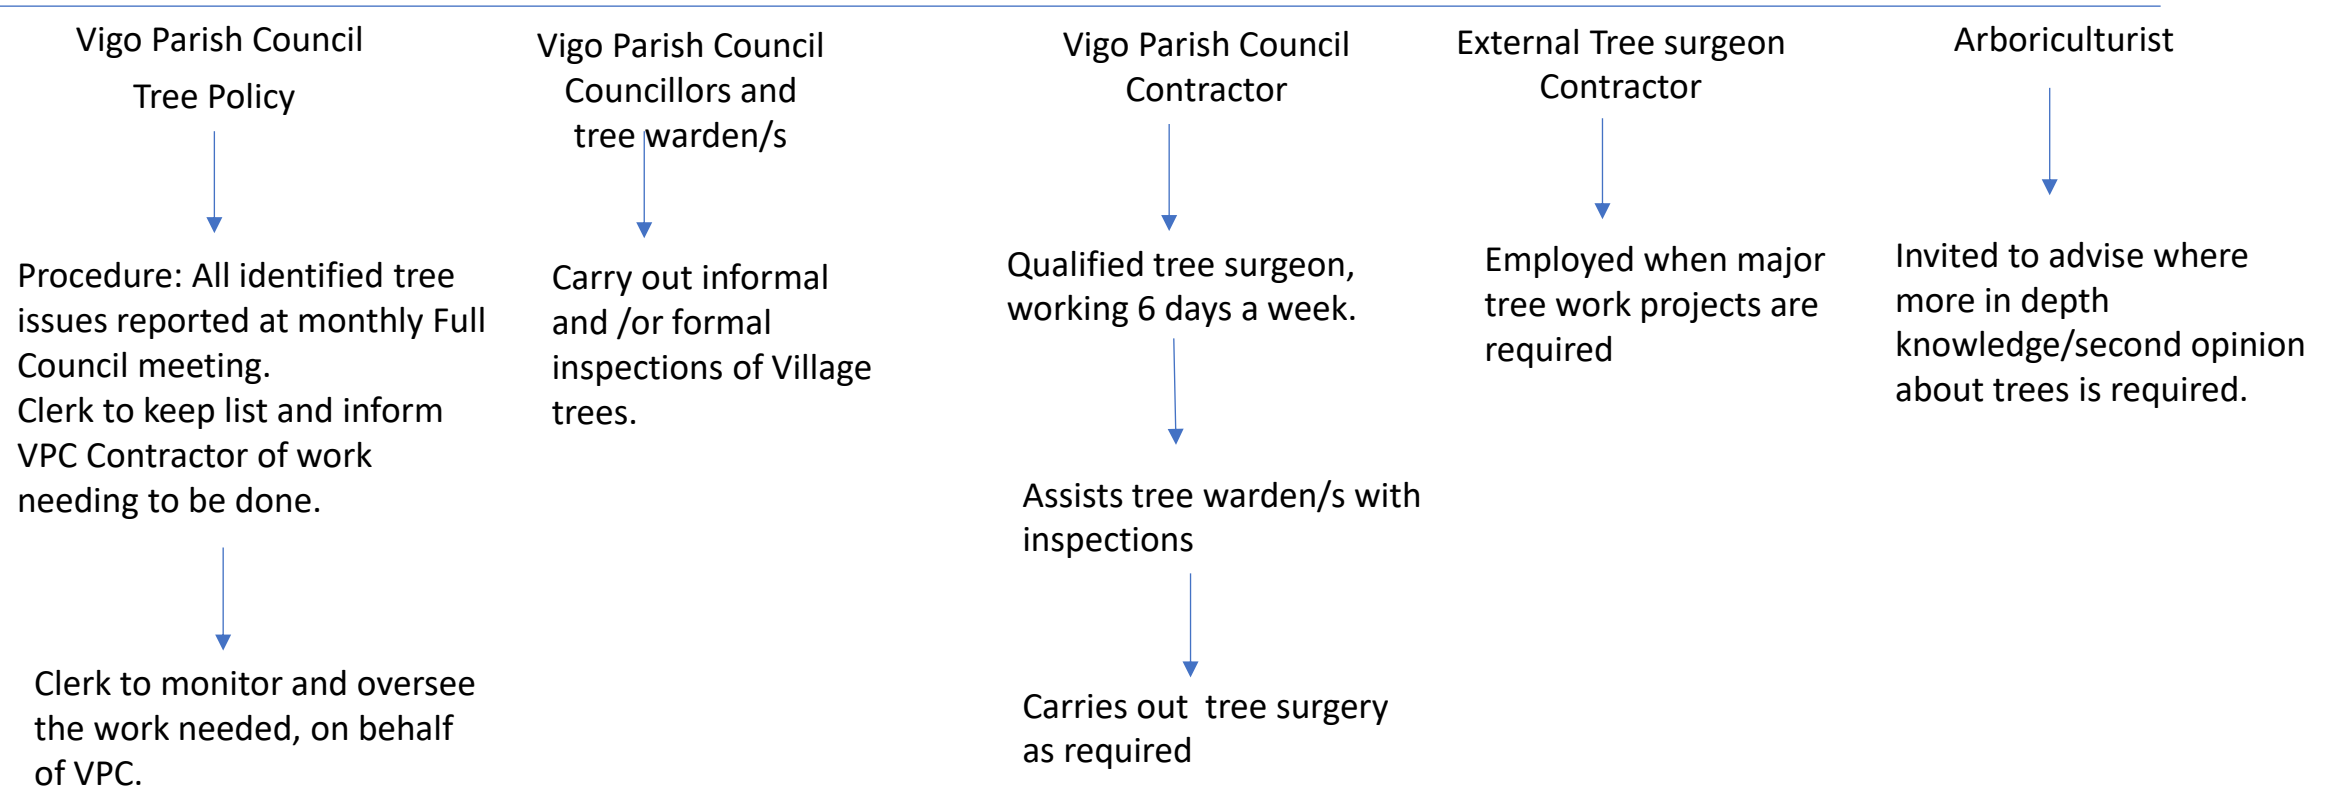 Vigo Parish Council
Tree Policy
Procedure: All identified tree
issues reported at monthly Full
Council meeting.
Clerk to keep list and inform
VPC Contractor of work
needing to be done.
Clerk to monitor and oversee
the work needed, on behalf
of VPC.
Vigo Parish Council
Councillors and
tree warden/s
Carry out informal
and /or formal
inspections of Village
trees.
Vigo Parish Council
Contractor
Qualified tree surgeon,
working 6 days a week.
Assists tree warden/s with
inspections
Carries out  tree surgery
as required
External Tree surgeon
Contractor
Employed when major
tree work projects are
required
Arboriculturist
Invited to advise where
more in depth
knowledge/second opinion
about trees is required.